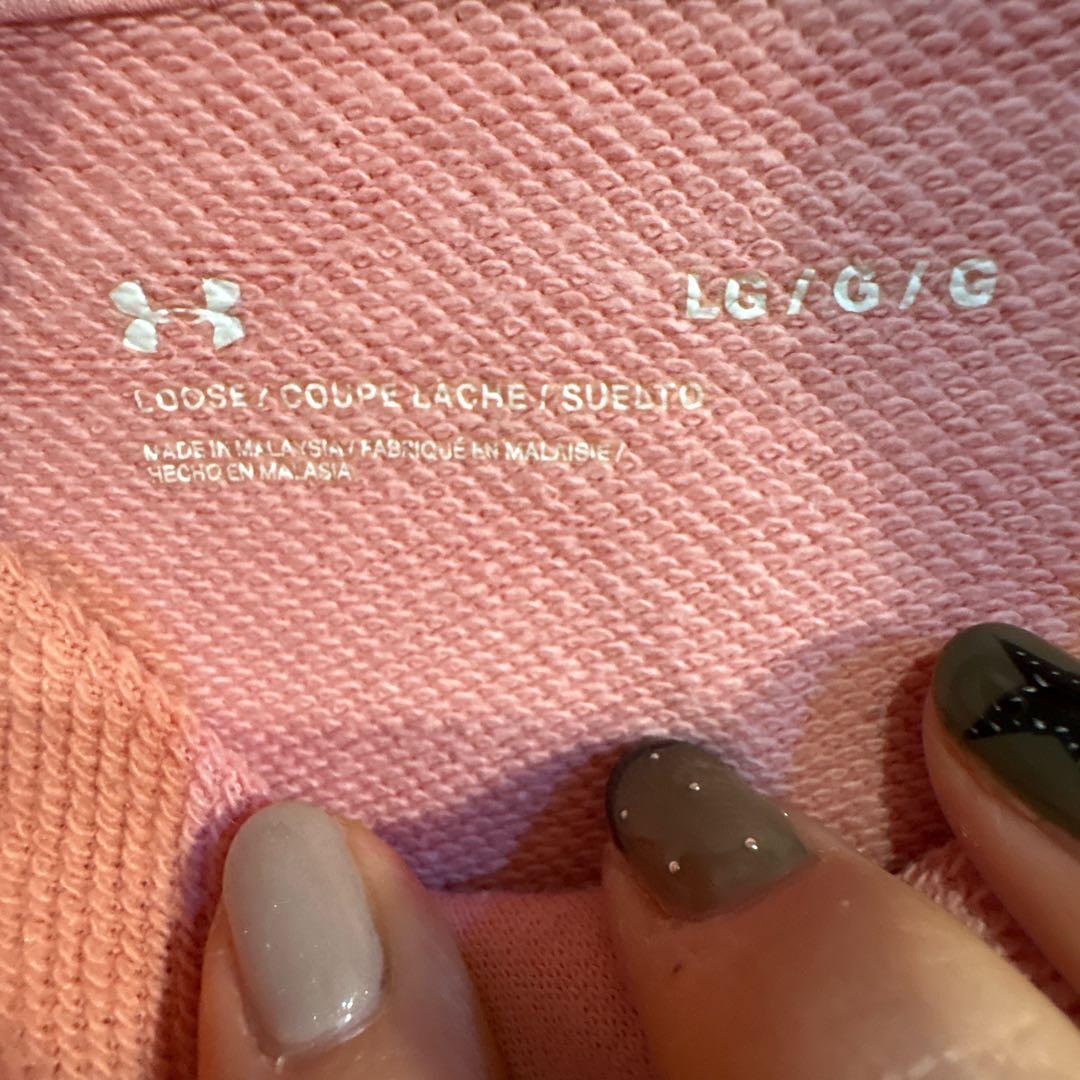 LG / G / G
LOOSE / COUPE LACHE / SUELTO
MADE IN MALAYSIA / FABRIQUÉ EN MALAISIE /
HECHO EN MALASIA